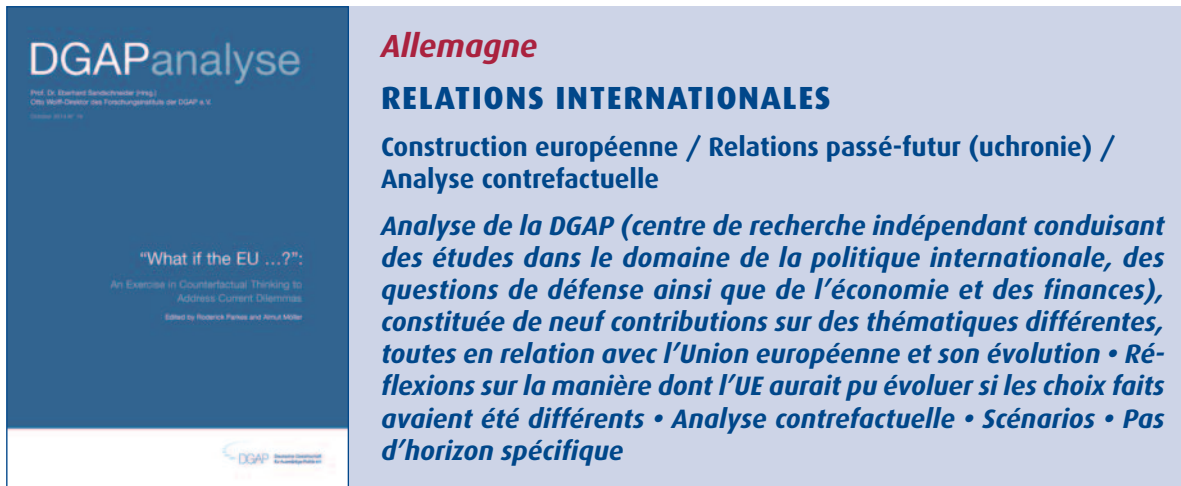 DGAPanalyse
Prof. Dr. Eberhard Sandschneider (Hrsg.)
Otto Wolff-Direktor des Forschungsinstituts der DGAP e.V.
"What if the EU …?":
An Exercise in Counterfactual Thinking to
Address Current Dilemmas
Edited by Roderick Parkes and Almut Möller
DGAP
Allemagne
RELATIONS INTERNATIONALES
Construction européenne / Relations passé-futur (uchronie) /
Analyse contrefactuelle
Analyse de la DGAP (centre de recherche indépendant conduisant
des études dans le domaine de la politique internationale, des
questions de défense ainsi que de l'économie et des finances),
constituée de neuf contributions sur des thématiques différentes,
toutes en relation avec l'Union européenne et son évolution • Ré-
flexions sur la manière dont l'UE aurait pu évoluer si les choix faits
avaient été différents • Analyse contrefactuelle • Scénarios • Pas
d'horizon spécifique